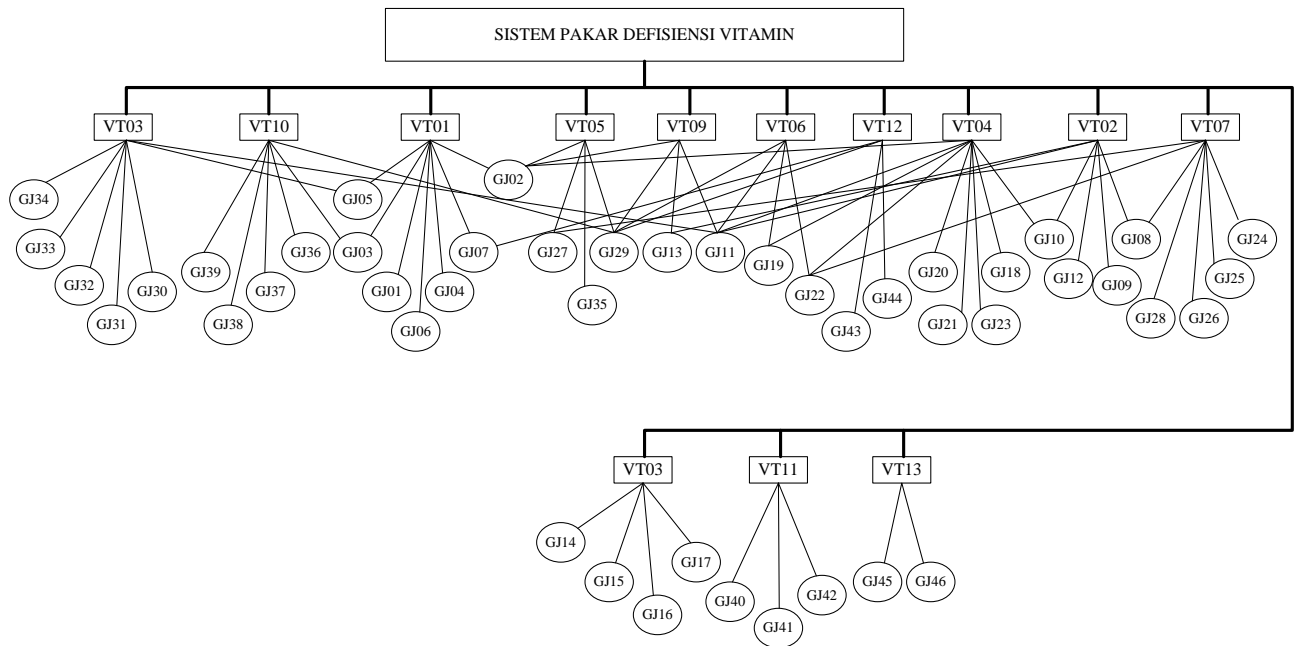 SISTEM PAKAR DEFISIENSI VITAMIN
VT03 VT10 VT01 VT05 VT09 VT06 VT12 VT04 VT02 VT07
GJ34 GJ05 GJ02
GJ33 GJ39 GJ36 GJ03 GJ07 GJ27 GJ29 GJ13 GJ11 GJ19 GJ10 GJ08 GJ24
GJ32 GJ30 GJ37 GJ01 GJ04 GJ35 GJ22 GJ44 GJ20 GJ18 GJ12 GJ09 GJ25
GJ31 GJ38 GJ06 GJ43 GJ21 GJ23 GJ28 GJ26
VT03 VT11 VT13
GJ14 GJ17
GJ15 GJ40 GJ42 GJ45 GJ46
GJ16 GJ41